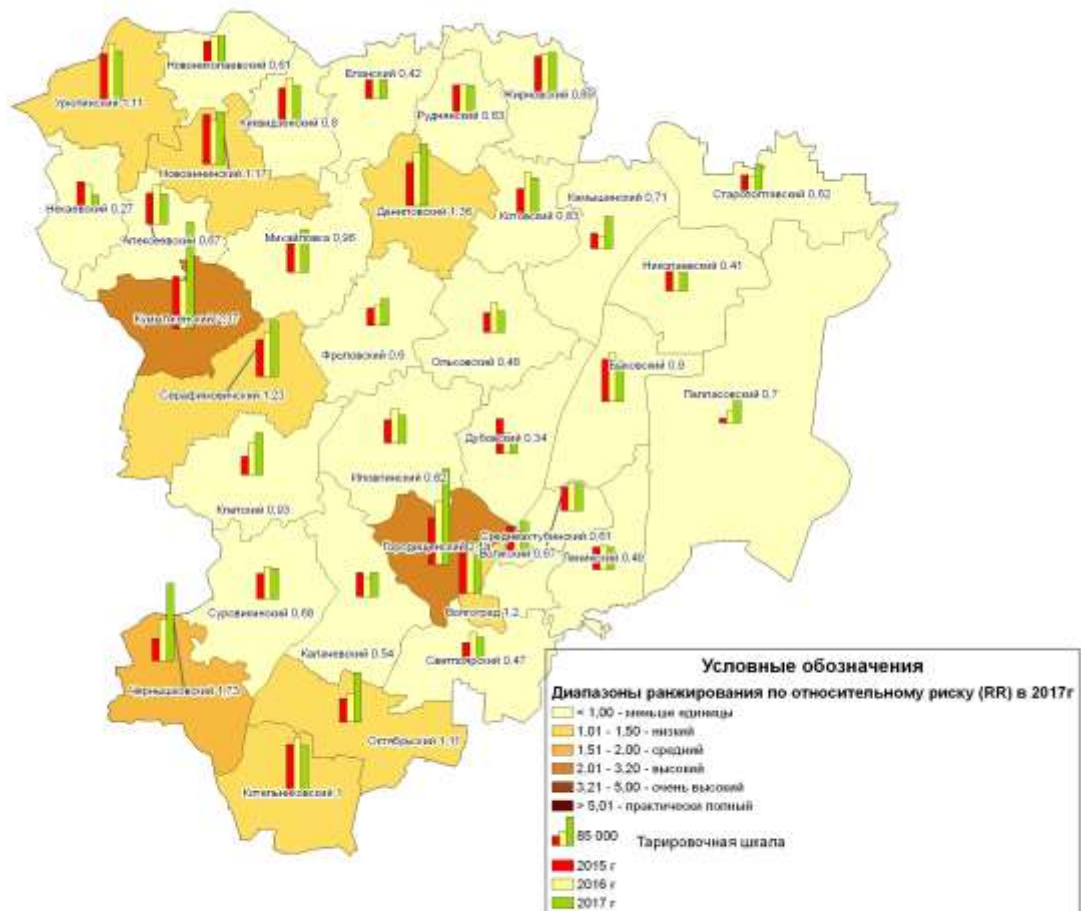 Новониколаевский 0,61
Еланский 0,42
Урюпинский 1,11
Киквидзенский 0,8
Руднянский 0,63
Жирновский 0,89
Новоаннинский 1,17
Нехаевский 0,27
Алексеевский 0,67
Даниловский 1,36
Котовский 0,83
Камышинский 0,71
Старополтавский 0,62
Михайловка 0,96
Николаевский 0,41
Кумылженский
Фроловский 0,6
Ольховский 0,48
Быковский 0,9
Палласовский 0,7
Серафимовичский 1,23
Дубовский 0,34
Клетский 0,93
Иловлинский 0,62
Городищенский
Среднеахтубинский 0,61
Волжский 0,67
Ленинский 0,48
Суровикинский 0,68
Волгоград 1,2
Калачевский 0,54
Светлоярский 0,47
Чернышковский 1,73
Октябрьский 1,11
Котельниковский 1
Условные обозначения
Диапазоны ранжирования по относительному риску (RR) в 2017г
< 1,00 - меньше единицы
1.01 - 1,50 - низкий
1.51 - 2.00 - средний
2.01 - 3,20 - высокий
3,21 - 5,00 - очень высокий
> 5,01 - практически полный
85 000
Тарировочная шкала
2015 г
2016 г
2017 г